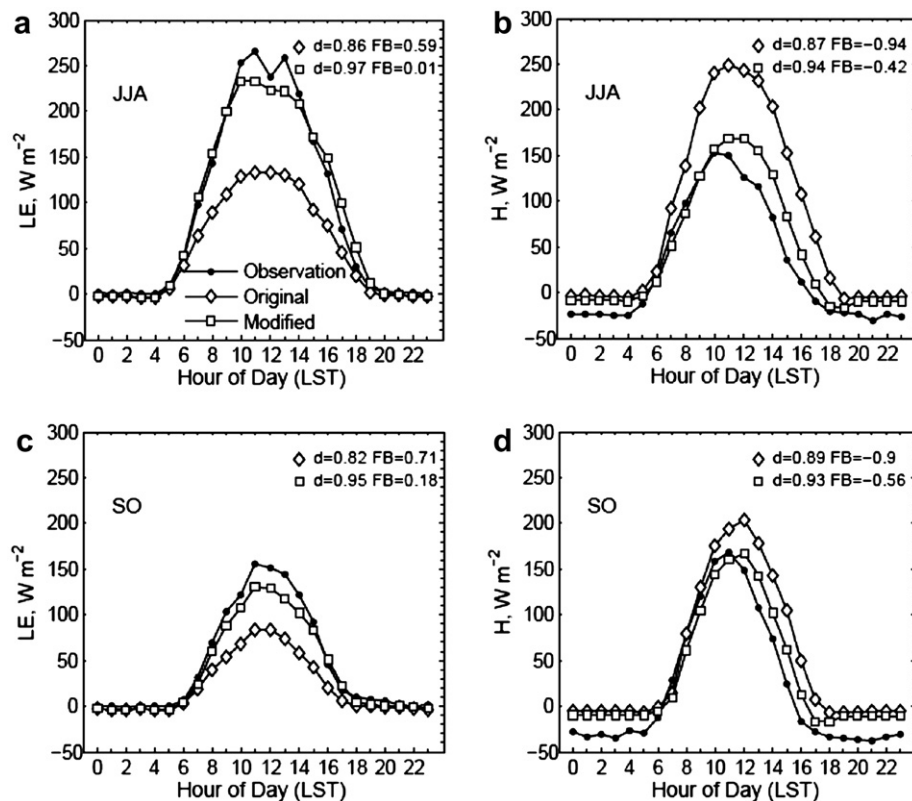 a
300
250
200
150
100
50
0
−50
LE, W m−2
JJA
d=0.86 FB=0.59
d=0.97 FB=0.01
Observation
Original
Modified
0 2 4 6 8 10 12 14 16 18 20 22
Hour of Day (LST)
b
300
250
200
150
100
50
0
−50
H, W m−2
JJA
d=0.87 FB=−0.94
d=0.94 FB=−0.42
0 2 4 6 8 10 12 14 16 18 20 22
Hour of Day (LST)
c
300
250
200
150
100
50
0
−50
LE, W m−2
SO
d=0.82 FB=0.71
d=0.95 FB=0.18
0 2 4 6 8 10 12 14 16 18 20 22
Hour of Day (LST)
d
300
250
200
150
100
50
0
−50
H, W m−2
SO
d=0.89 FB=−0.9
d=0.93 FB=−0.56
0 2 4 6 8 10 12 14 16 18 20 22
Hour of Day (LST)